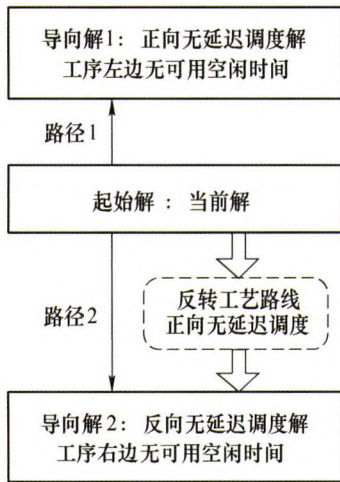 导向解1: 正向无延迟调度解
工序左边无可用空闲时间
路径1
起始解 : 当前解
路径2
反转工艺路线
正向无延迟调度
导向解2: 反向无延迟调度解
工序右边无可用空闲时间